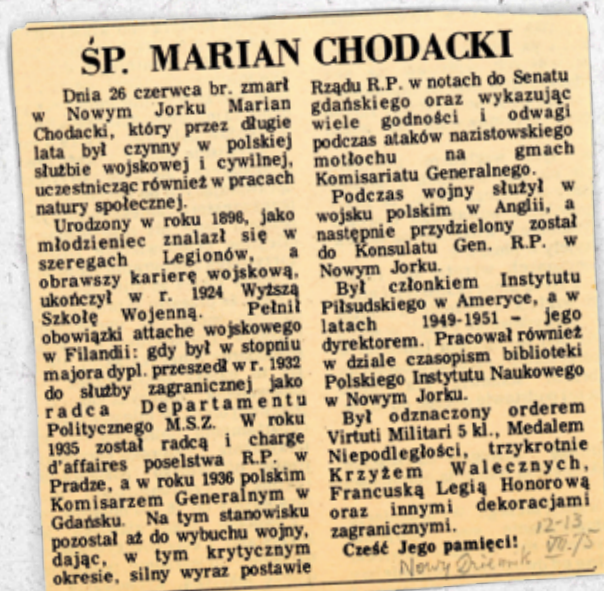 ŚP. MARIAN CHODACKI
Dnia 26 czerwca br. zmarł
w Nowym Jorku Marian
Chodacki, który przez długie
lata był czynny w polskiej
służbie wojskowej i cywilnej,
uczestnicząc również w pracach
natury społecznej.
Urodzony w roku 1896, jako
młodzieniec znalazł się w
szeregach Legionów, a
obrawszy karierę wojskową,
ukończył w r. 1924 Wyższą
Szkołę Wojenną. Pełnił
obowiązki attache wojskowego
w Filandii: gdy był w stopniu
majora dypl. przeszedł w r. 1932
do służby zagranicznej jako
radca Departamentu
Politycznego M.S.Z. W roku
1935 został radcą i charge
d'affaires poselstwa R.P. w
Pradze, a w roku 1936 polskim
Komisarzem Generalnym w
Gdańsku. Na tym stanowisku
pozostał aż do wybuchu wojny,
dając, w tym krytycznym
okresie, silny wyraz postawie
Rządu R.P. w notach do Senatu
gdańskiego oraz wykazując
wiele godności i odwagi
podczas ataków nazistowskiego
motłochu na gmach
Komisariatu Generalnego.
Podczas wojny służył w
wojsku polskim w Anglii, a
następnie przydzielony został
do Konsulatu Gen. R.P. w
Nowym Jorku.
Był członkiem Instytutu
Piłsudskiego w Ameryce, a w
latach 1949-1951 – jego
dyrektorem. Pracował również
w dziale czasopism biblioteki
Polskiego Instytutu Naukowego
w Nowym Jorku.
Był odznaczony orderem
Virtuti Militari 5 kl., Medalem
Niepodległości, trzykrotnie
Krzyżem Walecznych,
Francuską Legią Honorową
oraz innymi dekoracjami
zagranicznymi.
Cześć Jego pamięci!
12-13
VII.75
Nowy Dziennik